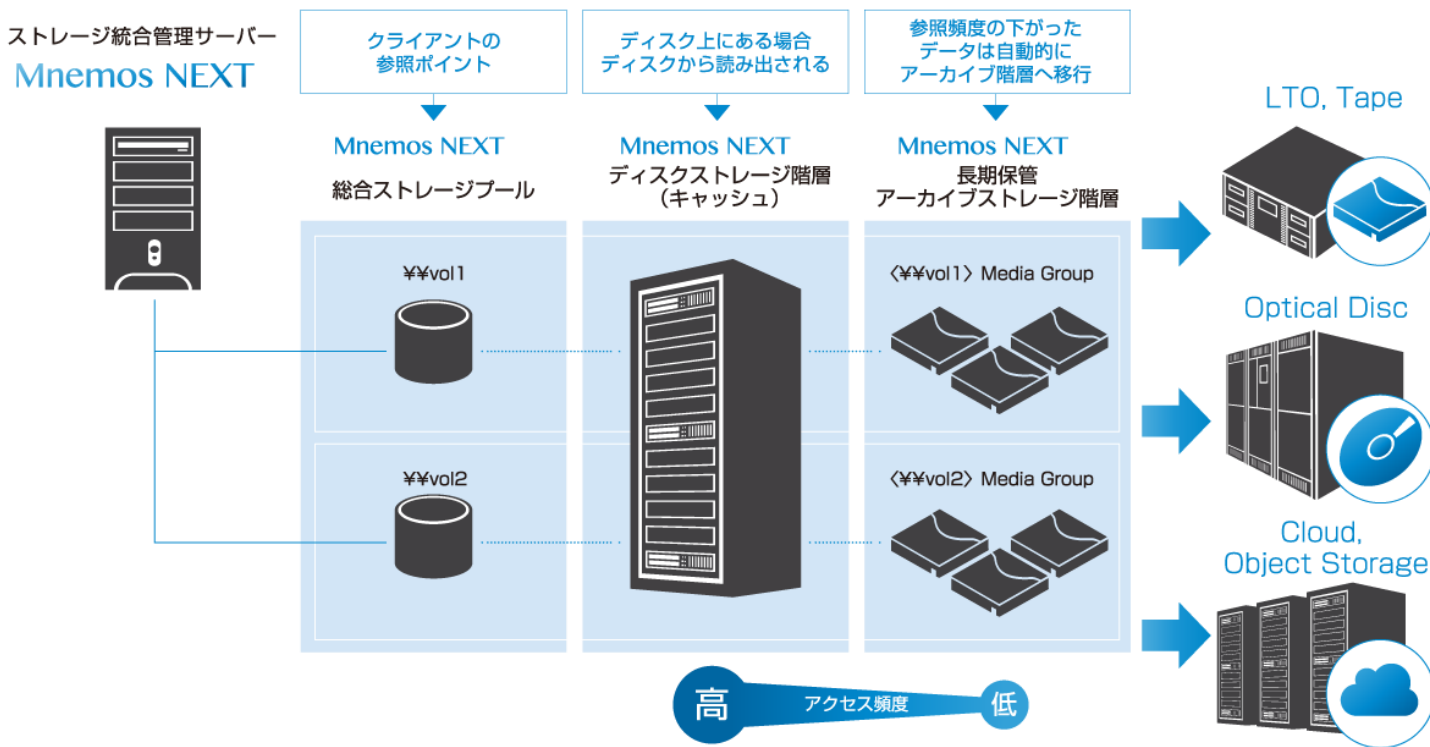 ストレージ統合管理サーバー
Mnemos NEXT
クライアントの
参照ポイント
ディスク上にある場合
ディスクから読み出される
参照頻度の下がった
データは自動的に
アーカイブ階層へ移行
Mnemos NEXT
総合ストレージプール
Mnemos NEXT
ディスクストレージ階層
（キャッシュ）
Mnemos NEXT
長期保管
アーカイブストレージ階層
¥¥vol1
〈¥¥vol1〉Media Group
¥¥vol2
〈¥¥vol2〉Media Group
LTO, Tape
Optical Disc
Cloud,
Object Storage
高
アクセス頻度
低